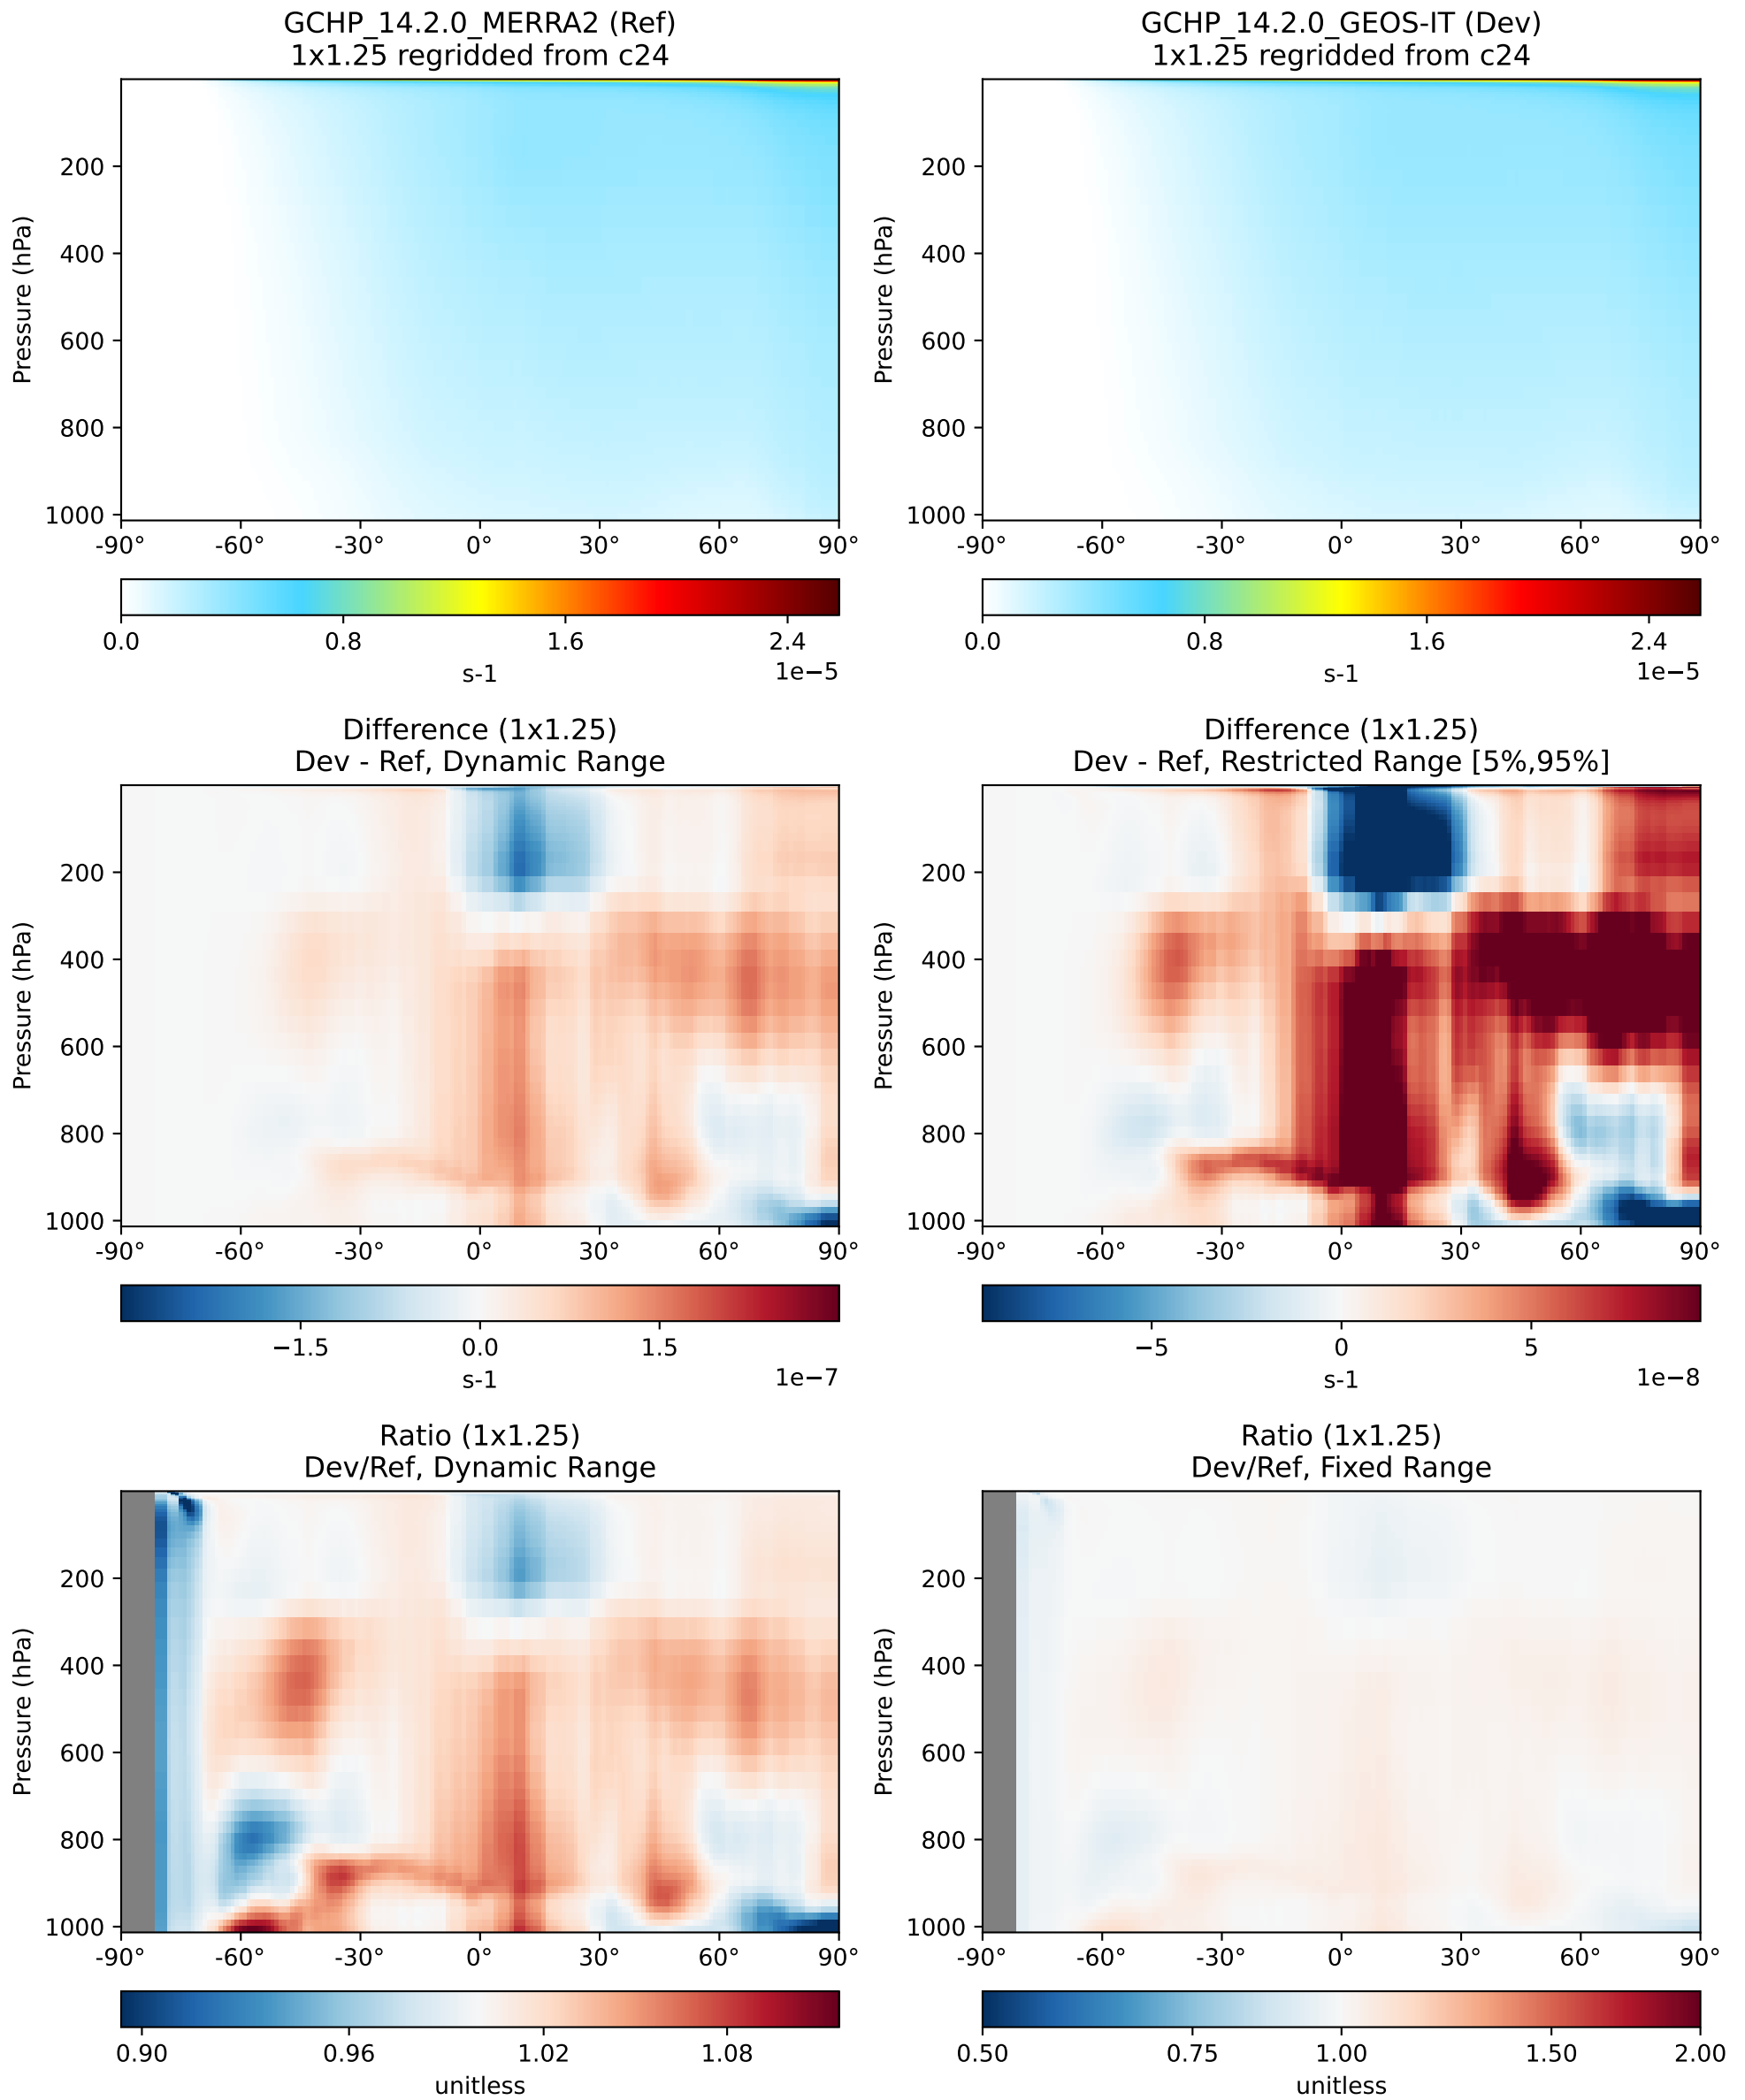 GCHP_14.2.0_MERRA2 (Ref)
1x1.25 regridded from c24
Pressure (hPa)
200
400
600
800
1000
-90° -60° -30° 0° 30° 60° 90°
0.0 0.8 1.6 2.4
1e−5
s-1
GCHP_14.2.0_GEOS-IT (Dev)
1x1.25 regridded from c24
Pressure (hPa)
200
400
600
800
1000
-90° -60° -30° 0° 30° 60° 90°
0.0 0.8 1.6 2.4
1e−5
s-1
Difference (1x1.25)
Dev - Ref, Dynamic Range
Pressure (hPa)
200
400
600
800
1000
-90° -60° -30° 0° 30° 60° 90°
−1.5 0.0 1.5
1e−7
s-1
Difference (1x1.25)
Dev - Ref, Restricted Range [5%,95%]
Pressure (hPa)
200
400
600
800
1000
-90° -60° -30° 0° 30° 60° 90°
−5 0 5
1e−8
s-1
Ratio (1x1.25)
Dev/Ref, Dynamic Range
Pressure (hPa)
200
400
600
800
1000
-90° -60° -30° 0° 30° 60° 90°
0.90 0.96 1.02 1.08
unitless
Ratio (1x1.25)
Dev/Ref, Fixed Range
Pressure (hPa)
200
400
600
800
1000
-90° -60° -30° 0° 30° 60° 90°
0.50 0.75 1.00 1.50 2.00
unitless